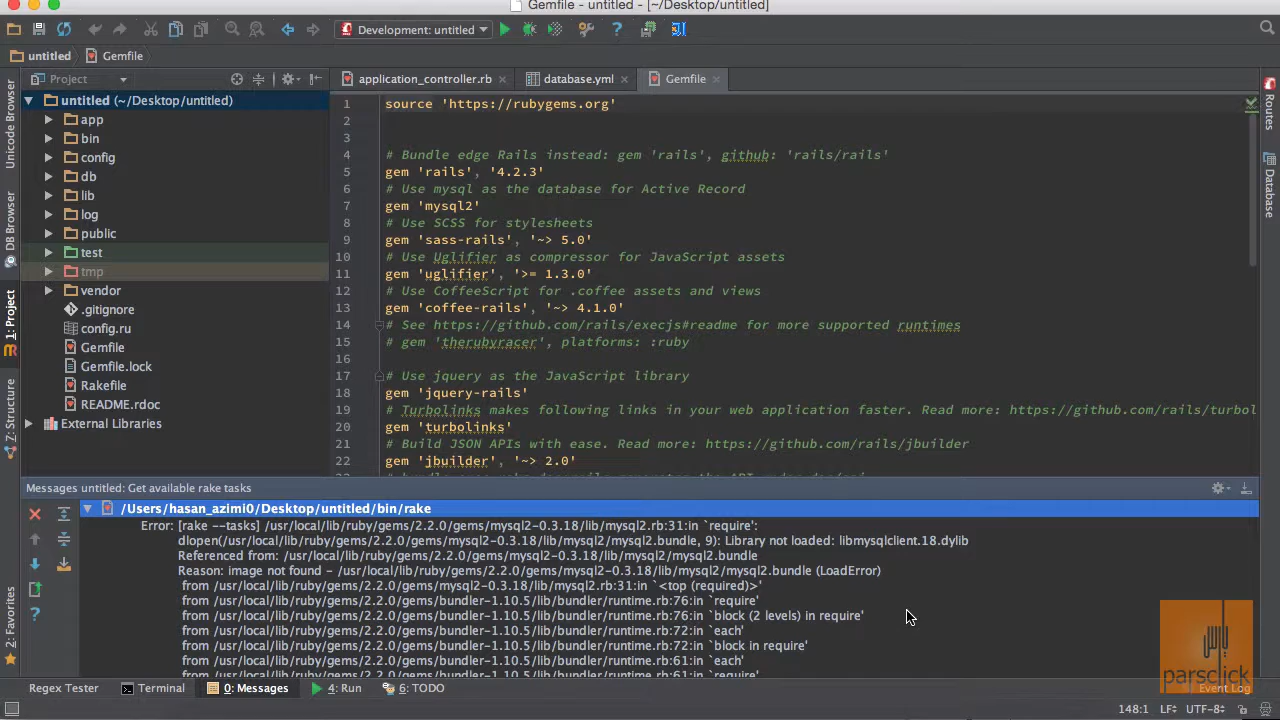 Gemfile - untitled - [~/Desktop/untitled]
Development: untitled
untitled
Gemfile
Project
application_controller.rb
database.yml
Gemfile
untitled (~/Desktop/untitled)
app
bin
config
db
lib
log
public
test
tmp
vendor
.gitignore
config.ru
Gemfile
Gemfile.lock
Rakefile
README.rdoc
External Libraries
Unicode Browser
DB Browser
1: Project
Z: Structure
2: Favorites
1 source 'https://rubygems.org'
2
3
4 # Bundle edge Rails instead: gem 'rails', github: 'rails/rails'
5 gem 'rails', '4.2.3'
6 # Use mysql as the database for Active Record
7 gem 'mysql2'
8 # Use SCSS for stylesheets
9 gem 'sass-rails', '~> 5.0'
10 # Use Uglifier as compressor for JavaScript assets
11 gem 'uglifier', '>= 1.3.0'
12 # Use CoffeeScript for .coffee assets and views
13 gem 'coffee-rails', '~> 4.1.0'
14 # See https://github.com/rails/execjs#readme for more supported runtimes
15 # gem 'therubyracer', platforms: :ruby
16
17 # Use jquery as the JavaScript library
18 gem 'jquery-rails'
19 # Turbolinks makes following links in your web application faster. Read more: https://github.com/rails/turbol
20 gem 'turbolinks'
21 # Build JSON APIs with ease. Read more: https://github.com/rails/jbuilder
22 gem 'jbuilder', '~> 2.0'
Routes
Database
Messages untitled: Get available rake tasks
/Users/hasan_azimi0/Desktop/untitled/bin/rake
Error: [rake --tasks] /usr/local/lib/ruby/gems/2.2.0/gems/mysql2-0.3.18/lib/mysql2.rb:31:in `require':
dlopen(/usr/local/lib/ruby/gems/2.2.0/gems/mysql2-0.3.18/lib/mysql2/mysql2.bundle, 9): Library not loaded: libmysqlclient.18.dylib
Referenced from: /usr/local/lib/ruby/gems/2.2.0/gems/mysql2-0.3.18/lib/mysql2/mysql2.bundle
Reason: image not found - /usr/local/lib/ruby/gems/2.2.0/gems/mysql2-0.3.18/lib/mysql2/mysql2.bundle (LoadError)
from /usr/local/lib/ruby/gems/2.2.0/gems/mysql2-0.3.18/lib/mysql2.rb:31:in `<top (required)>'
from /usr/local/lib/ruby/gems/2.2.0/gems/bundler-1.10.5/lib/bundler/runtime.rb:76:in `require'
from /usr/local/lib/ruby/gems/2.2.0/gems/bundler-1.10.5/lib/bundler/runtime.rb:76:in `block (2 levels) in require'
from /usr/local/lib/ruby/gems/2.2.0/gems/bundler-1.10.5/lib/bundler/runtime.rb:72:in `each'
from /usr/local/lib/ruby/gems/2.2.0/gems/bundler-1.10.5/lib/bundler/runtime.rb:72:in `block in require'
from /usr/local/lib/ruby/gems/2.2.0/gems/bundler-1.10.5/lib/bundler/runtime.rb:61:in `each'
parsclick
Regex Tester
Terminal
0: Messages
4: Run
6: TODO
Event Log
148:1
LF
UTF-8